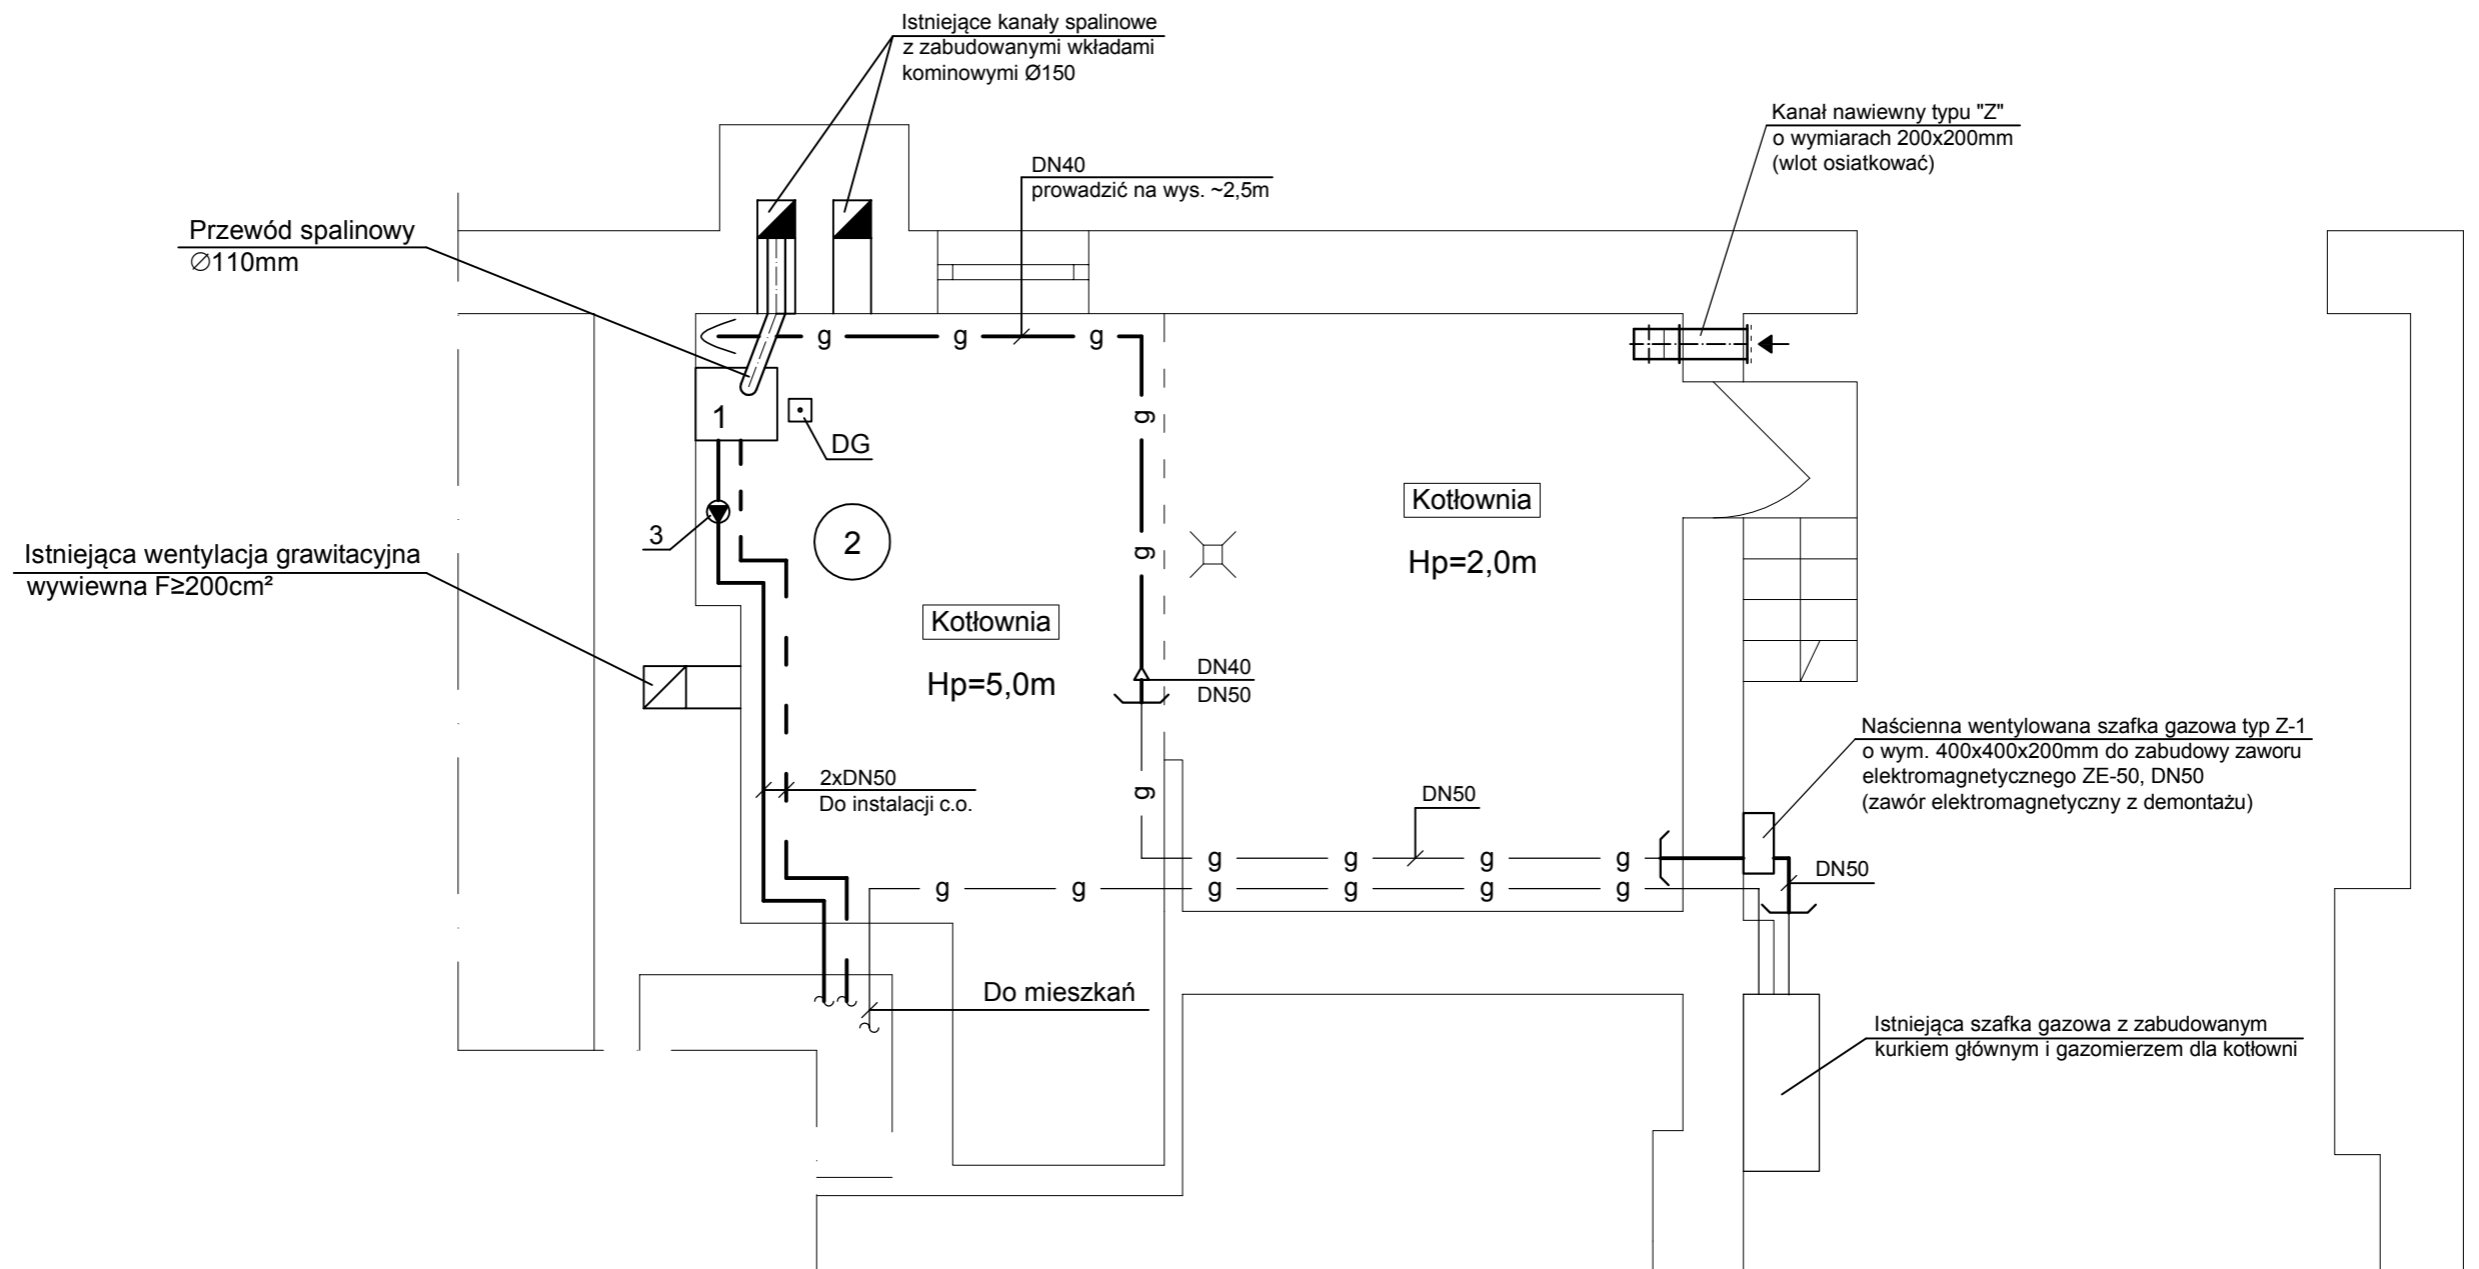 Istniejące kanały spalinowe
z zabudowanymi wkładami
kominowymi Ø150
Kanał nawiewny typu "Z"
o wymiarach 200x200mm
(wlot osiatkować)
DN40
prowadzić na wys. ~2,5m
Przewód spalinowy
∅110mm
g g g
g
1
DG
Kotłownia
3
2
g
Hp=2,0m
Istniejąca wentylacja grawitacyjna
wywiewna F≥200cm²
Kotłownia
Hp=5,0m
DN40
DN50
Naścienna wentylowana szafka gazowa typ Z-1
o wym. 400x400x200mm do zabudowy zaworu
elektromagnetycznego ZE-50, DN50
(zawór elektromagnetyczny z demontażu)
2xDN50
Do instalacji c.o.
g
DN50
g g g g
DN50
g g g g g g
Do mieszkań
Istniejąca szafka gazowa z zabudowanym
kurkiem głównym i gazomierzem dla kotłowni